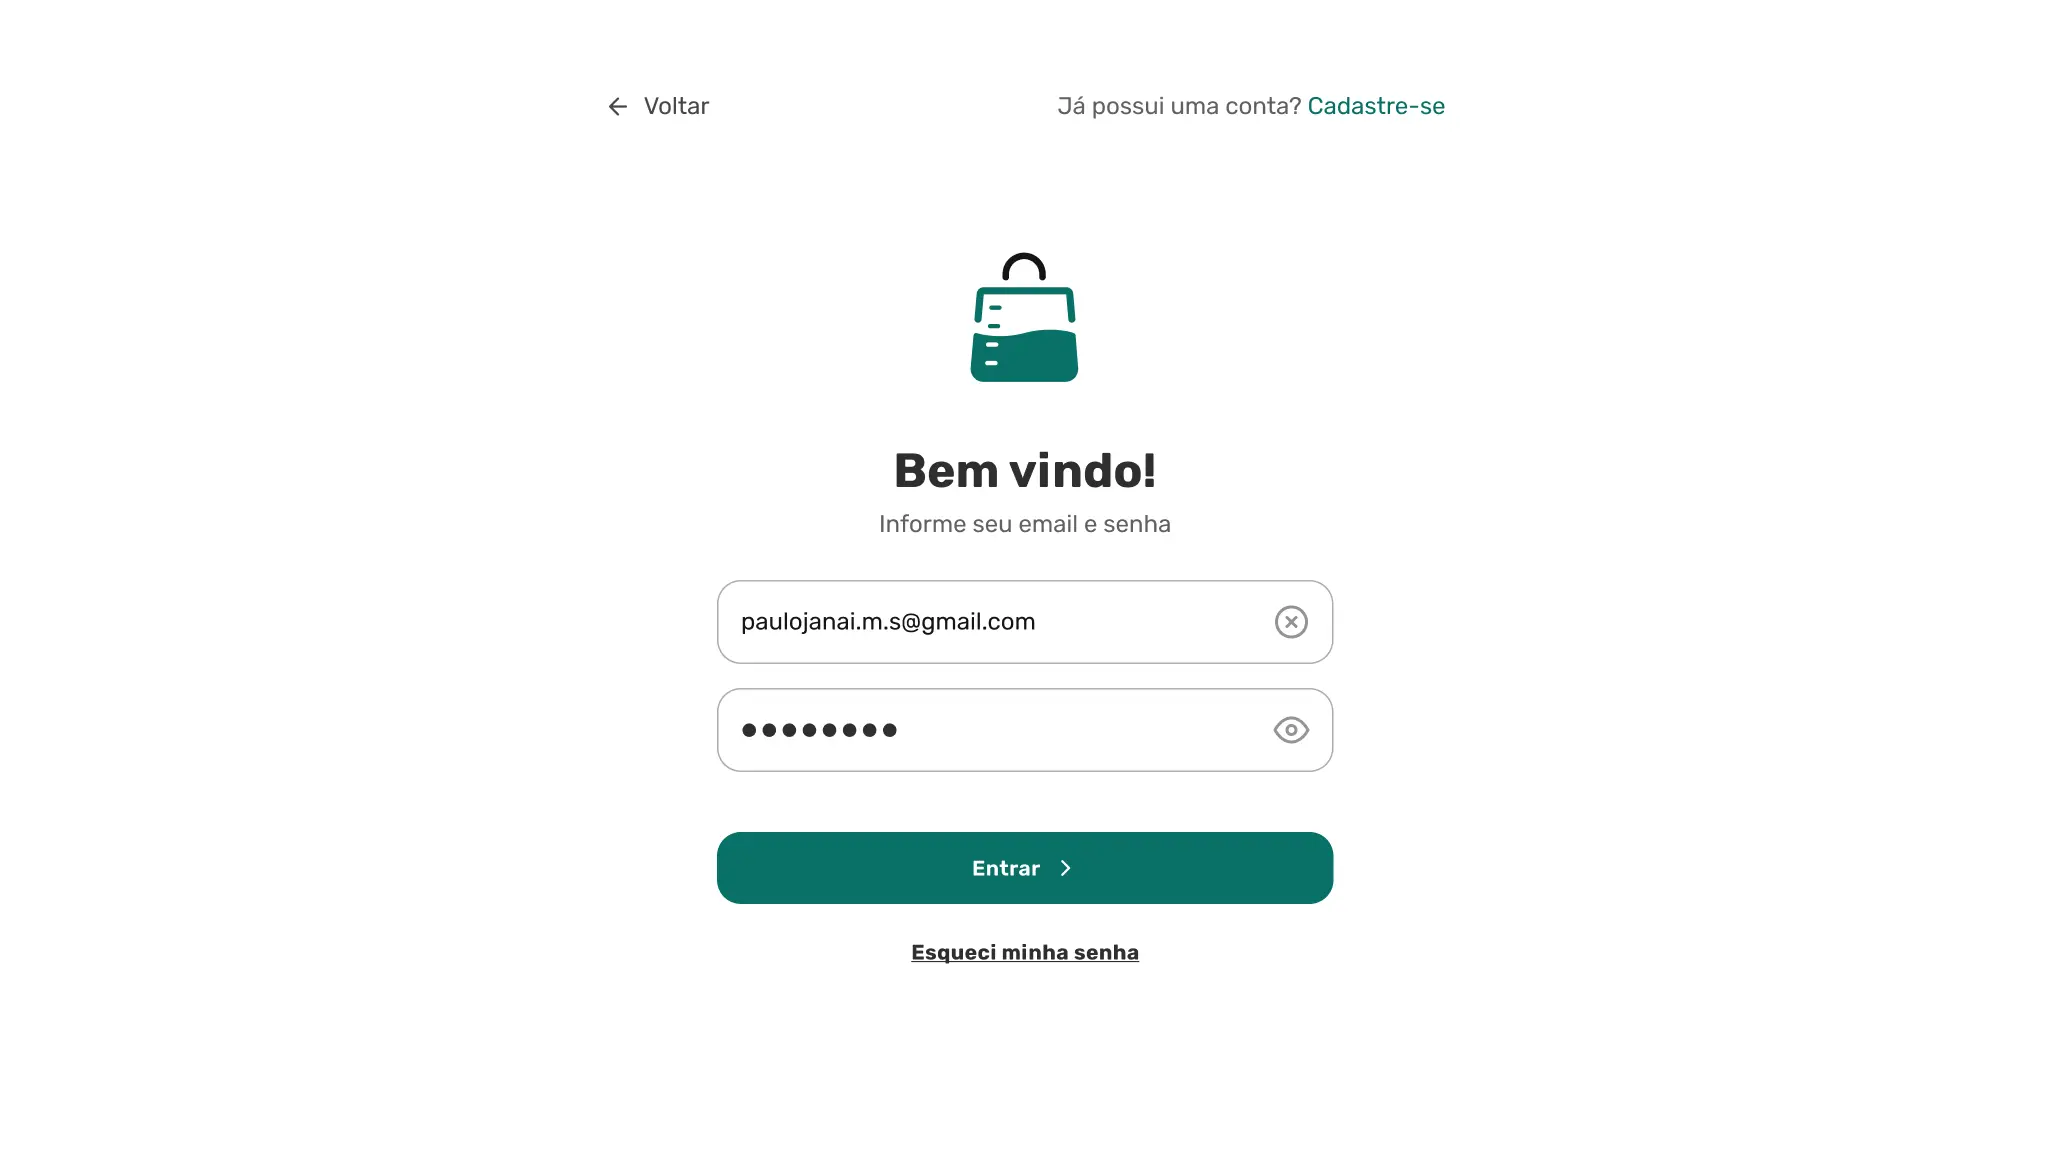 Voltar
Já possui uma conta? Cadastre-se
Bem vindo!
Informe seu email e senha
paulojanai.m.s@gmail.com
Entrar
Esqueci minha senha